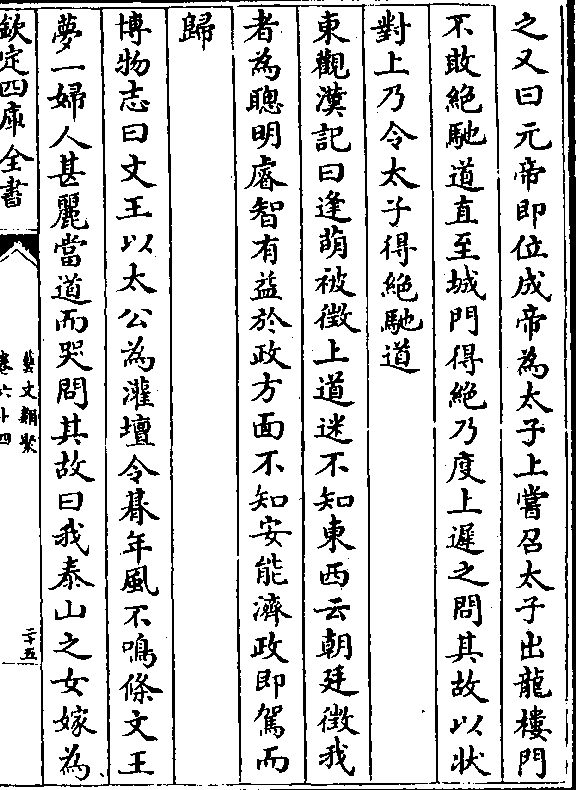 之又曰元帝即位成帝為太子上嘗召太子出龍樓門
不敢絶馳道直至城門得絶乃度上遲之問其故以狀
對上乃令太子得絶馳道
東觀漢記曰逢萌被徵上道迷不知東西云朝廷徵我
者為聰明睿智有益於政方面不知安能濟政即駕而
歸
博物志曰文王以太公為灌壇令朞年風不鳴條文王
夢一婦人甚麗當道而哭問其故曰我泰山之女嫁為
欽定四庫全書
藝文類聚
卷六十四
二十五